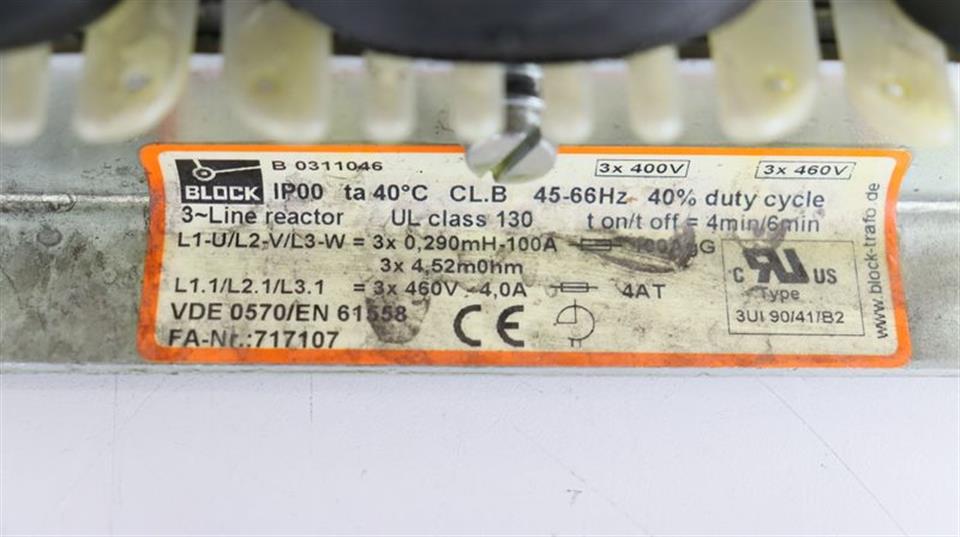 B 0311046
3x 400V 3x 460V
BLOCK IP00 ta 40°C CL.B 45-66Hz 40% duty cycle
3~Line reactor UL class 130 t on/t off = 4min/6min
L1-U/L2-V/L3-W = 3x 0,290mH-100A
3x 4,52mOhm
L1.1/L2.1/L3.1 = 3x 460V - 4,0A 4AT
VDE 0570/EN 61558 CE
FA-Nr.:717107
C RU US
Type
3UI 90/41/B2
www.block-trafo.de